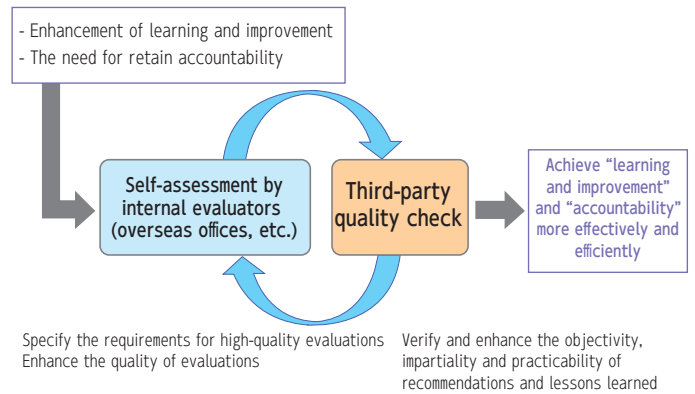 - Enhancement of learning and improvement
- The need for retain accountability
Self-assessment by
internal evaluators
(overseas offices, etc.)
Third-party
quality check
Achieve “learning
and improvement”
and “accountability”
more effectively and
efficiently
Specify the requirements for high-quality evaluations
Enhance the quality of evaluations
Verify and enhance the objectivity,
impartiality and practicability of
recommendations and lessons learned